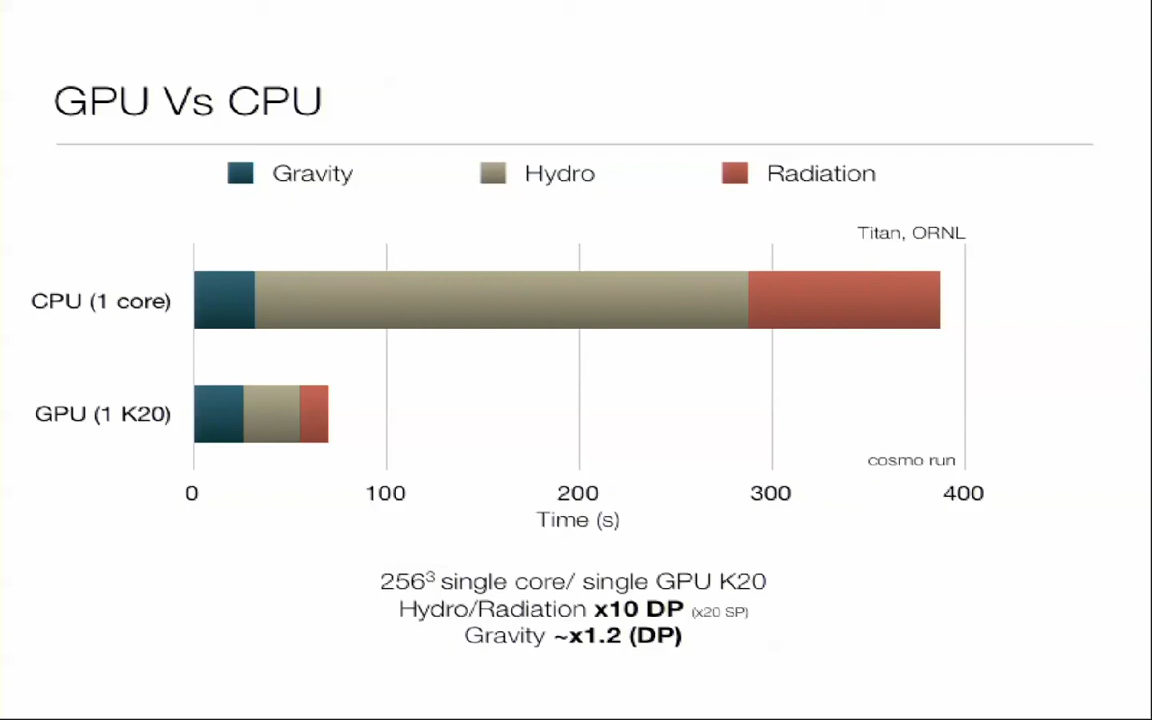 GPU Vs CPU
Gravity
Hydro
Radiation
Titan, ORNL
CPU (1 core)
GPU (1 K20)
cosmo run
0
100
200
300
400
Time (s)
256³ single core/ single GPU K20
Hydro/Radiation x10 DP (x20 SP)
Gravity ~x1.2 (DP)